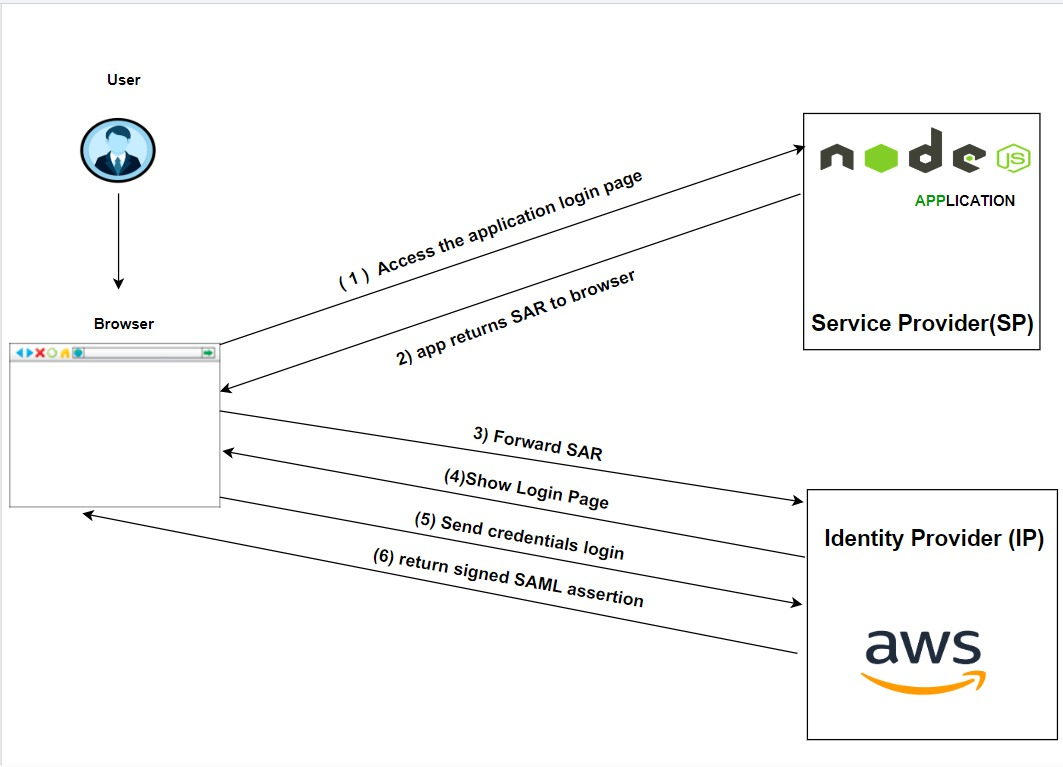 User
node JS
APPLICATION
( 1 ) Access the application login page
2) app returns SAR to browser
Browser
Service Provider(SP)
3) Forward SAR
(4)Show Login Page
(5) Send credentials login
(6) return signed SAML assertion
Identity Provider (IP)
aws